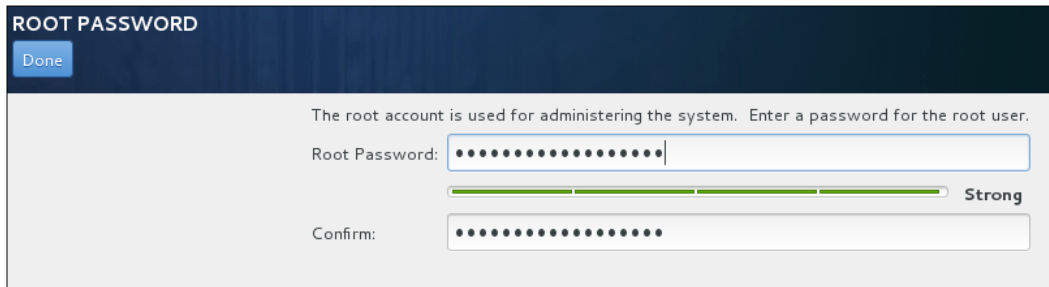 ROOT PASSWORD
Done
The root account is used for administering the system. Enter a password for the root user.
Root Password: ••••••••••••••••••
Strong
Confirm: ••••••••••••••••••